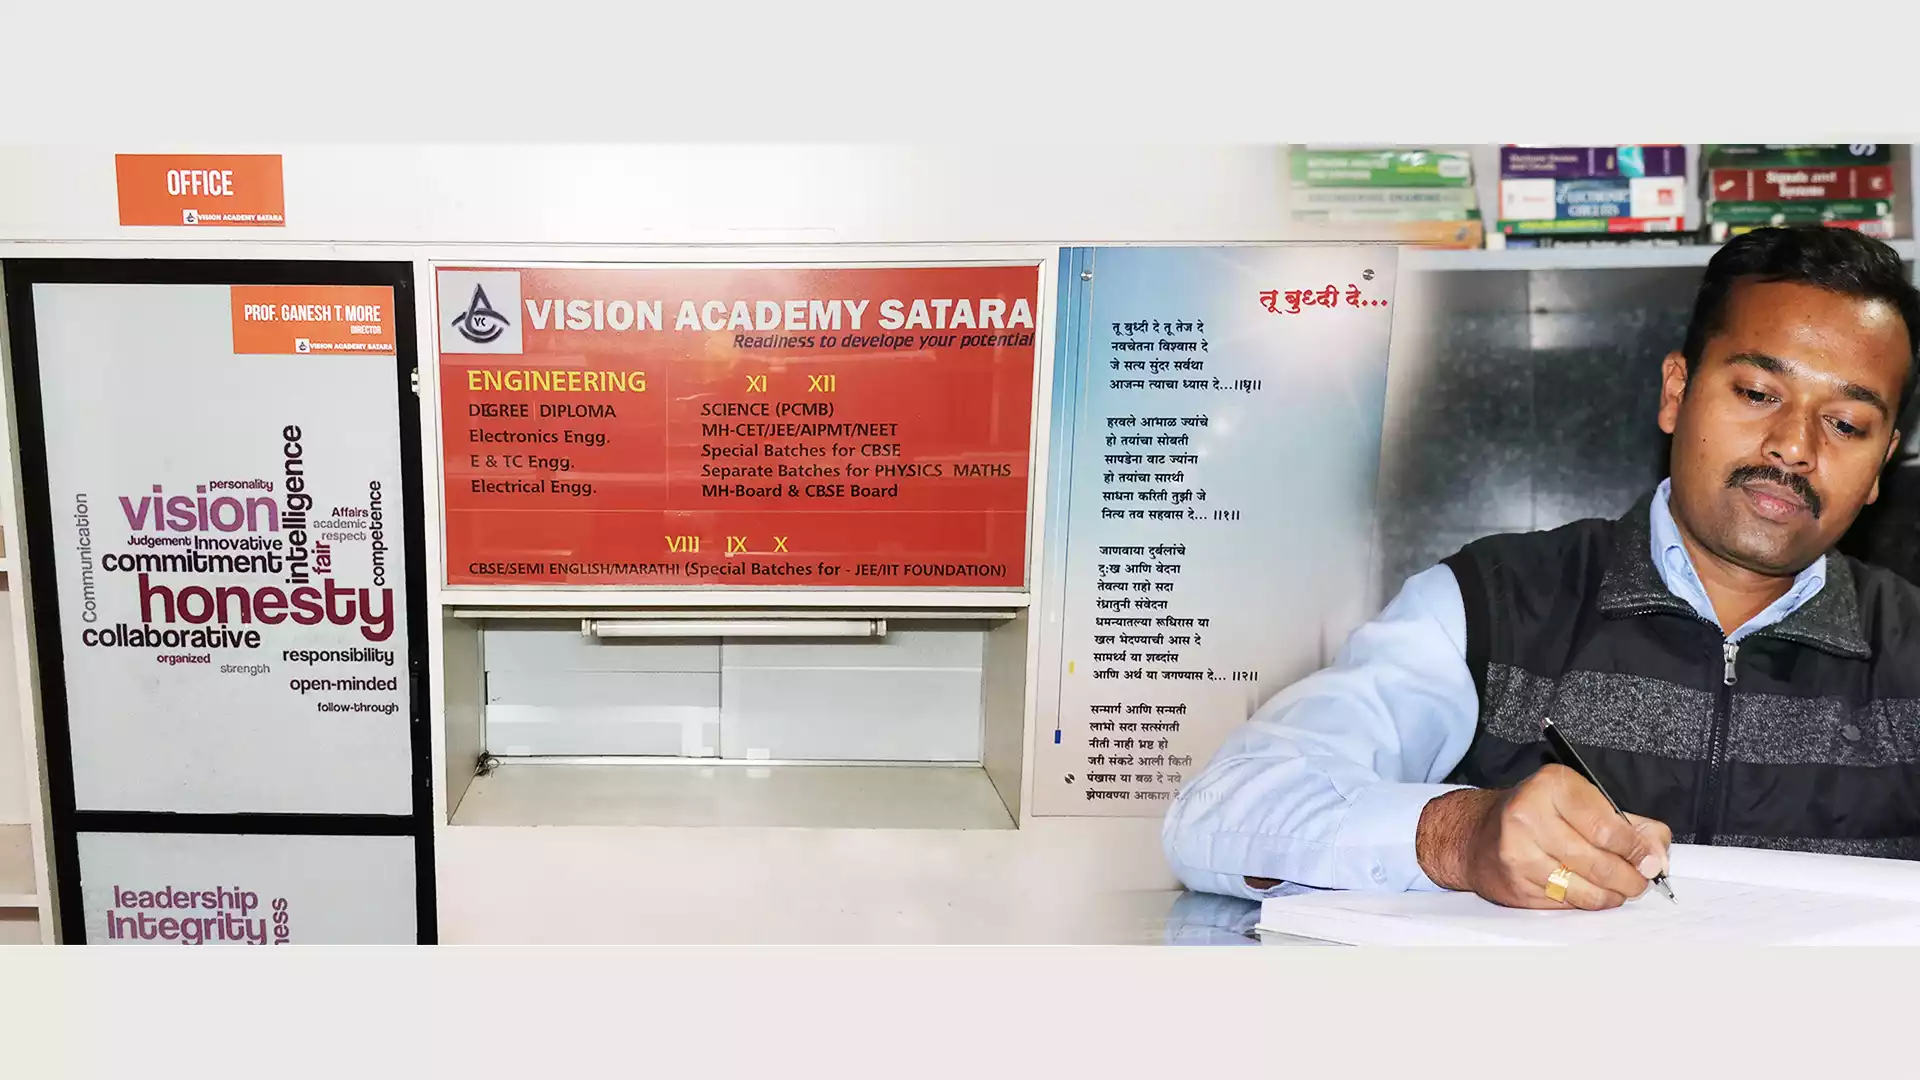 OFFICE
VISION ACADEMY SATARA
PROF. GANESH T. MORE
DIRECTOR
VISION ACADEMY SATARA
personality
vision
intelligence
Communication
Affairs
academic
respect
competence
Judgement
Innovative
fair
commitment
honesty
collaborative
organized
strength
responsibility
open-minded
follow-through
leadership
Integrity
VC
VISION ACADEMY SATARA
Readiness to develope your potential
ENGINEERING
DEGREE DIPLOMA
Electronics Engg.
E & TC Engg.
Electrical Engg.
XI XII
SCIENCE (PCMB)
MH-CET/JEE/AIPMT/NEET
Special Batches for CBSE
Separate Batches for PHYSICS MATHS
MH-Board & CBSE Board
VIII IX X
CBSE/SEMI ENGLISH/MARATHI (Special Batches for - JEE/IIT FOUNDATION)
तू बुध्दी दे...
तू बुध्दी दे तू तेज दे
नवचेतना विश्वास दे
जे सत्य सुंदर सर्वथा
आजन्म त्याचा ध्यास दे...।।धृ।।
हरवले आभाळ ज्यांचे
हो तयांचा सोबती
सापडेना वाट ज्यांना
हो तयांचा सारथी
साधना करिती तुझी जे
नित्य तव सहवास दे... ।।१।।
जाणवाया दुर्बलांचे
दुःख आणि वेदना
तेवत्या राहो सदा
रंध्रातुनी संवेदना
धमन्यातल्या रूधिरास या
खल भेदण्याची आस दे
सामर्थ्य या शब्दांस
आणि अर्थ या जगण्यास दे... ।।२।।
सन्मार्ग आणि सन्मती
लाभो सदा सत्संगती
नीती नाही भ्रष्ट हो
जरी संकटे आली किती
पंखास या बळ दे नवे
झेपावण्या आकाश दे...
Signals and
Systems